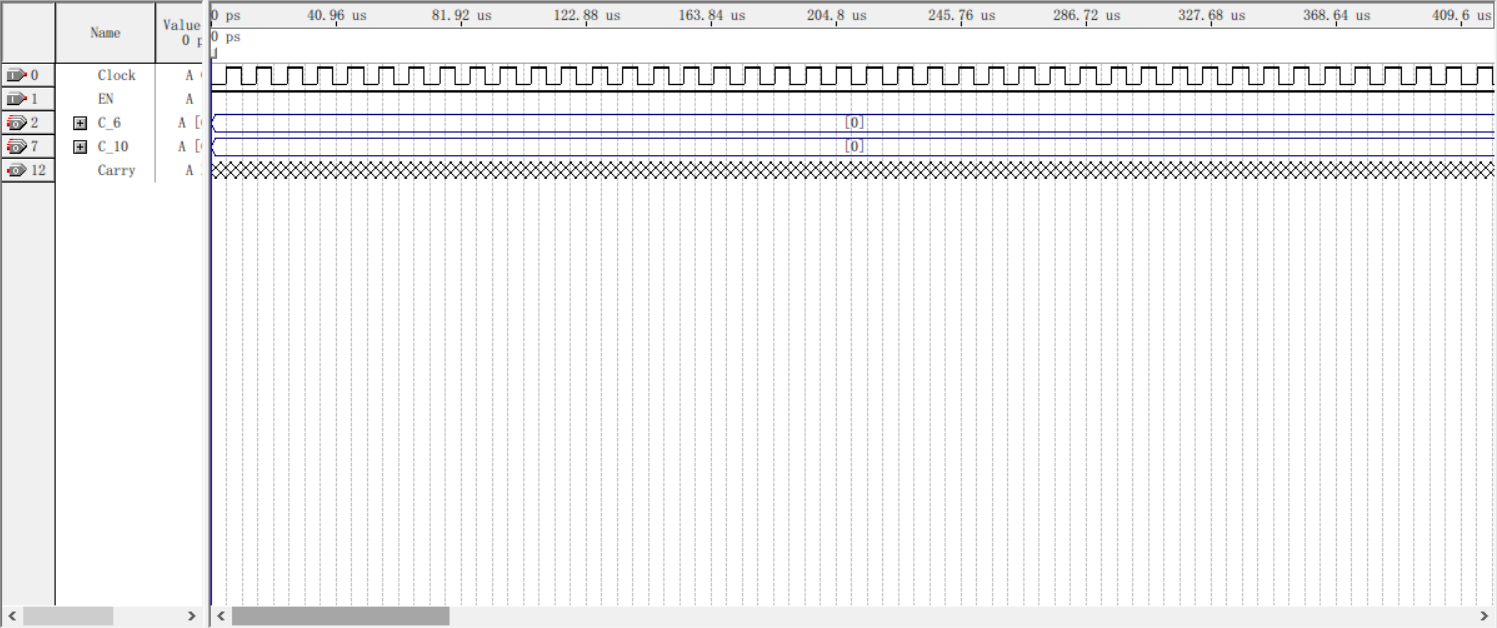 Name
Value
0 p
0 ps 40.96 us 81.92 us 122.88 us 163.84 us 204.8 us 245.76 us 286.72 us 327.68 us 368.64 us 409.6 us
0 ps
0 Clock A
1 EN A
2 C_6 A [ [0]
7 C_10 A [ [0]
12 Carry A